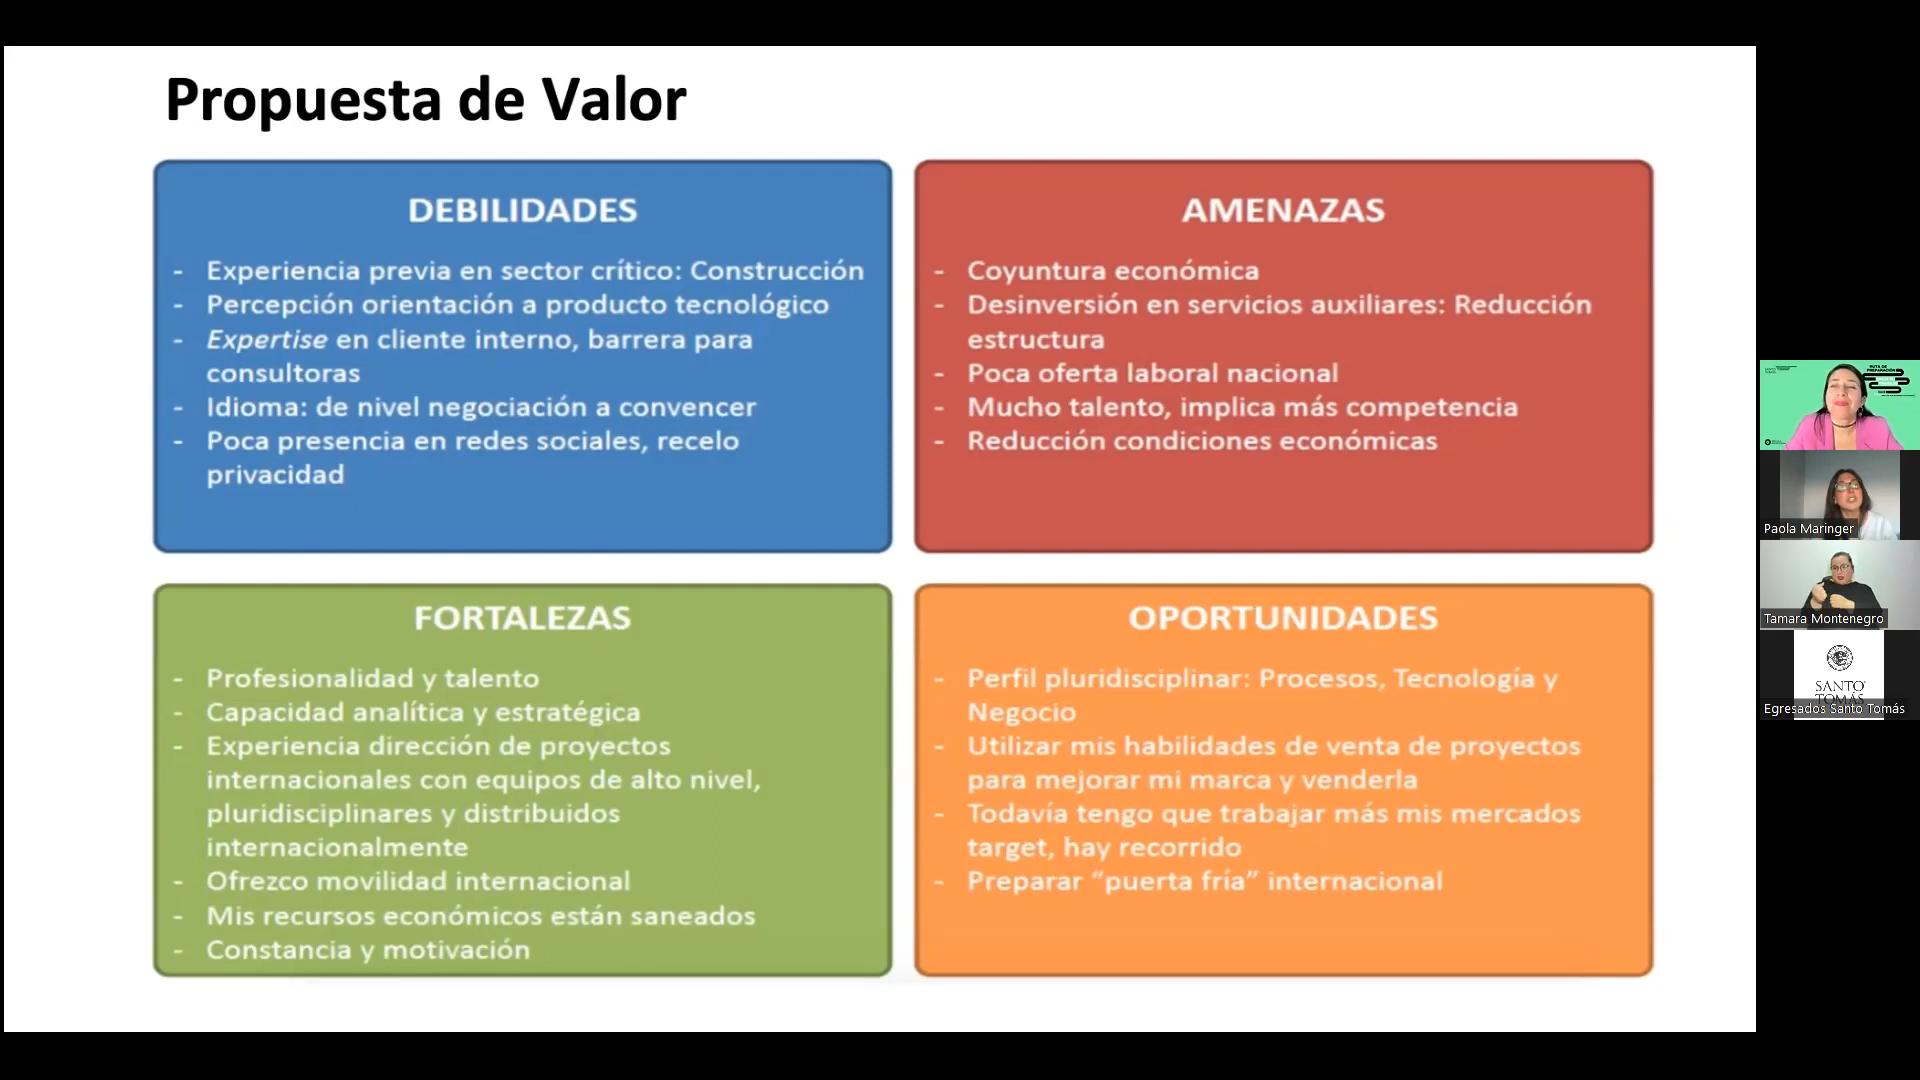 Propuesta de Valor
DEBILIDADES
- Experiencia previa en sector crítico: Construcción
- Percepción orientación a producto tecnológico
- Expertise en cliente interno, barrera para
consultoras
- Idioma: de nivel negociación a convencer
- Poca presencia en redes sociales, recelo
privacidad
AMENAZAS
- Coyuntura económica
- Desinversión en servicios auxiliares: Reducción
estructura
- Poca oferta laboral nacional
- Mucho talento, implica más competencia
- Reducción condiciones económicas
FORTALEZAS
- Profesionalidad y talento
- Capacidad analítica y estratégica
- Experiencia dirección de proyectos
internacionales con equipos de alto nivel,
pluridisciplinares y distribuidos
internacionalmente
- Ofrezco movilidad internacional
- Mis recursos económicos están saneados
- Constancia y motivación
OPORTUNIDADES
- Perfil pluridisciplinar: Procesos, Tecnología y
Negocio
- Utilizar mis habilidades de venta de proyectos
para mejorar mi marca y venderla
- Todavía tengo que trabajar más mis mercados
target, hay recorrido
- Preparar “puerta fría” internacional
RUTA DE
PREPARACIÓN
Paola Maringer
Tamara Montenegro
SANTO
TOMÁS
Egresados Santo Tomás